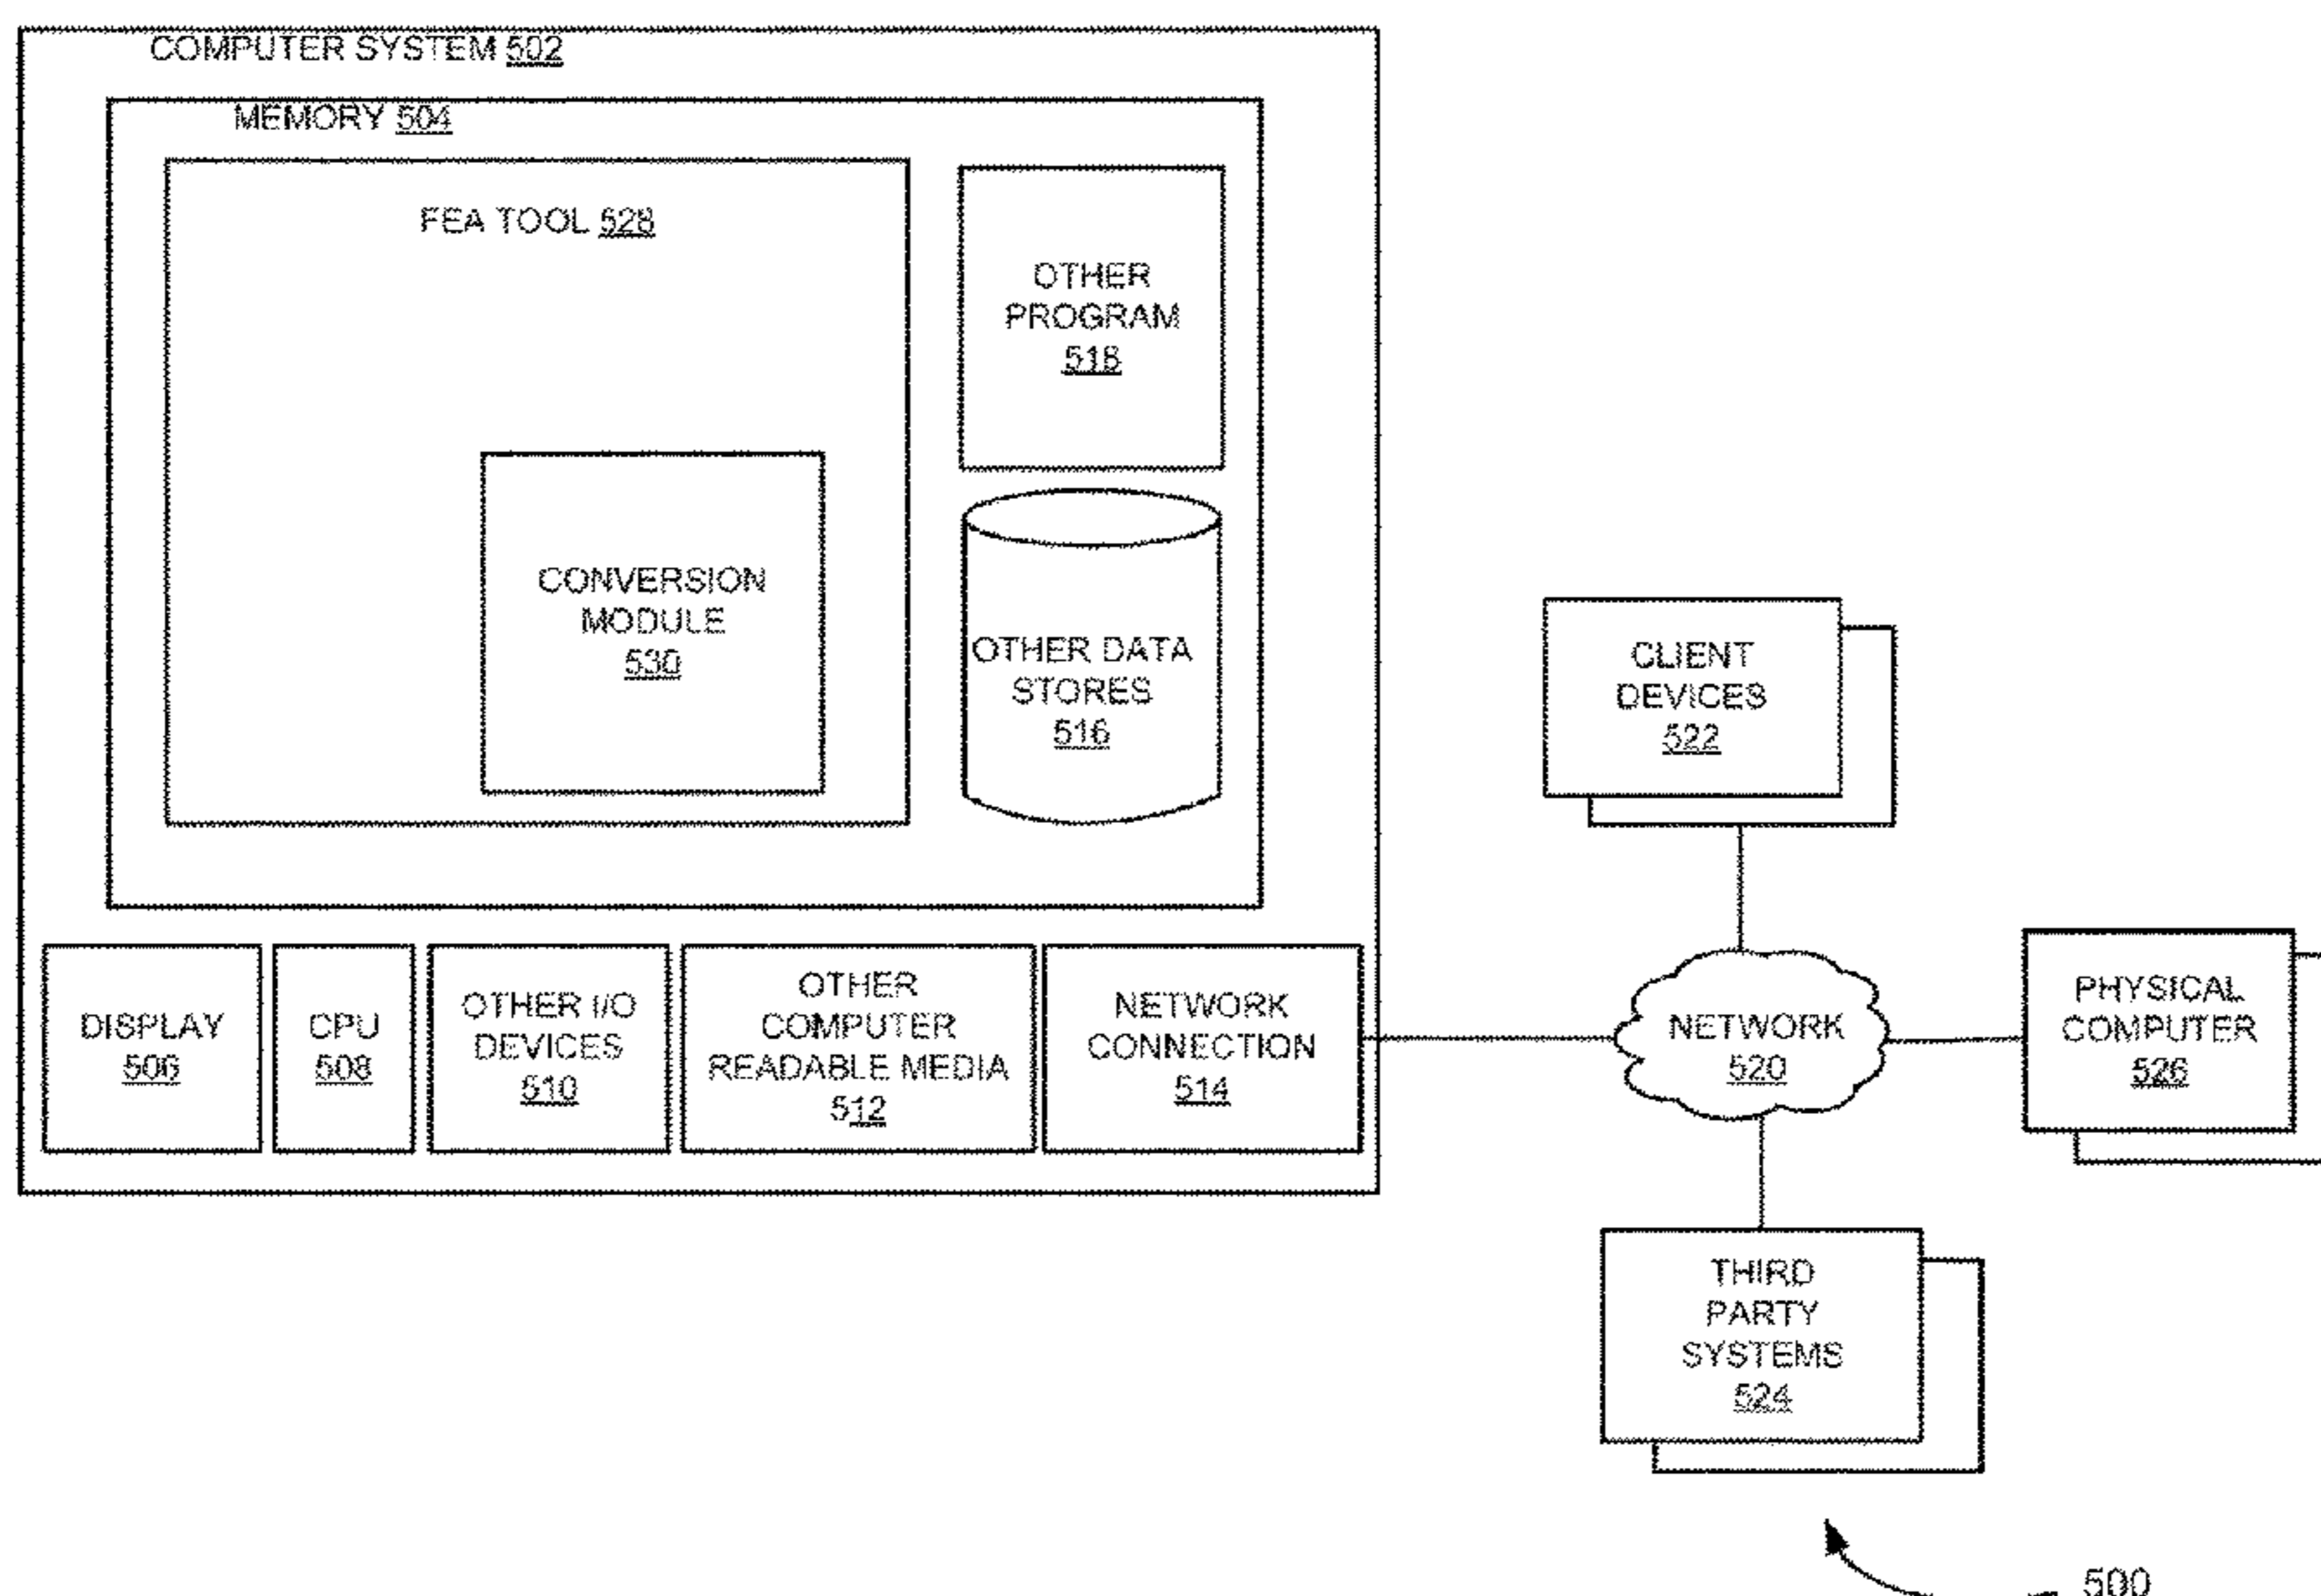 COMPUTER SYSTEM 502
MEMORY 504
FEA TOOL 528
OTHER
PROGRAM
518
CONVERSION
MODULE
530
OTHER DATA
STORES
516
CLIENT
DEVICES
522
DISPLAY
506
CPU
508
OTHER I/O
DEVICES
510
OTHER
COMPUTER
READABLE MEDIA
512
NETWORK
CONNECTION
514
NETWORK
520
PHYSICAL
COMPUTER
526
THIRD
PARTY
SYSTEMS
524
500